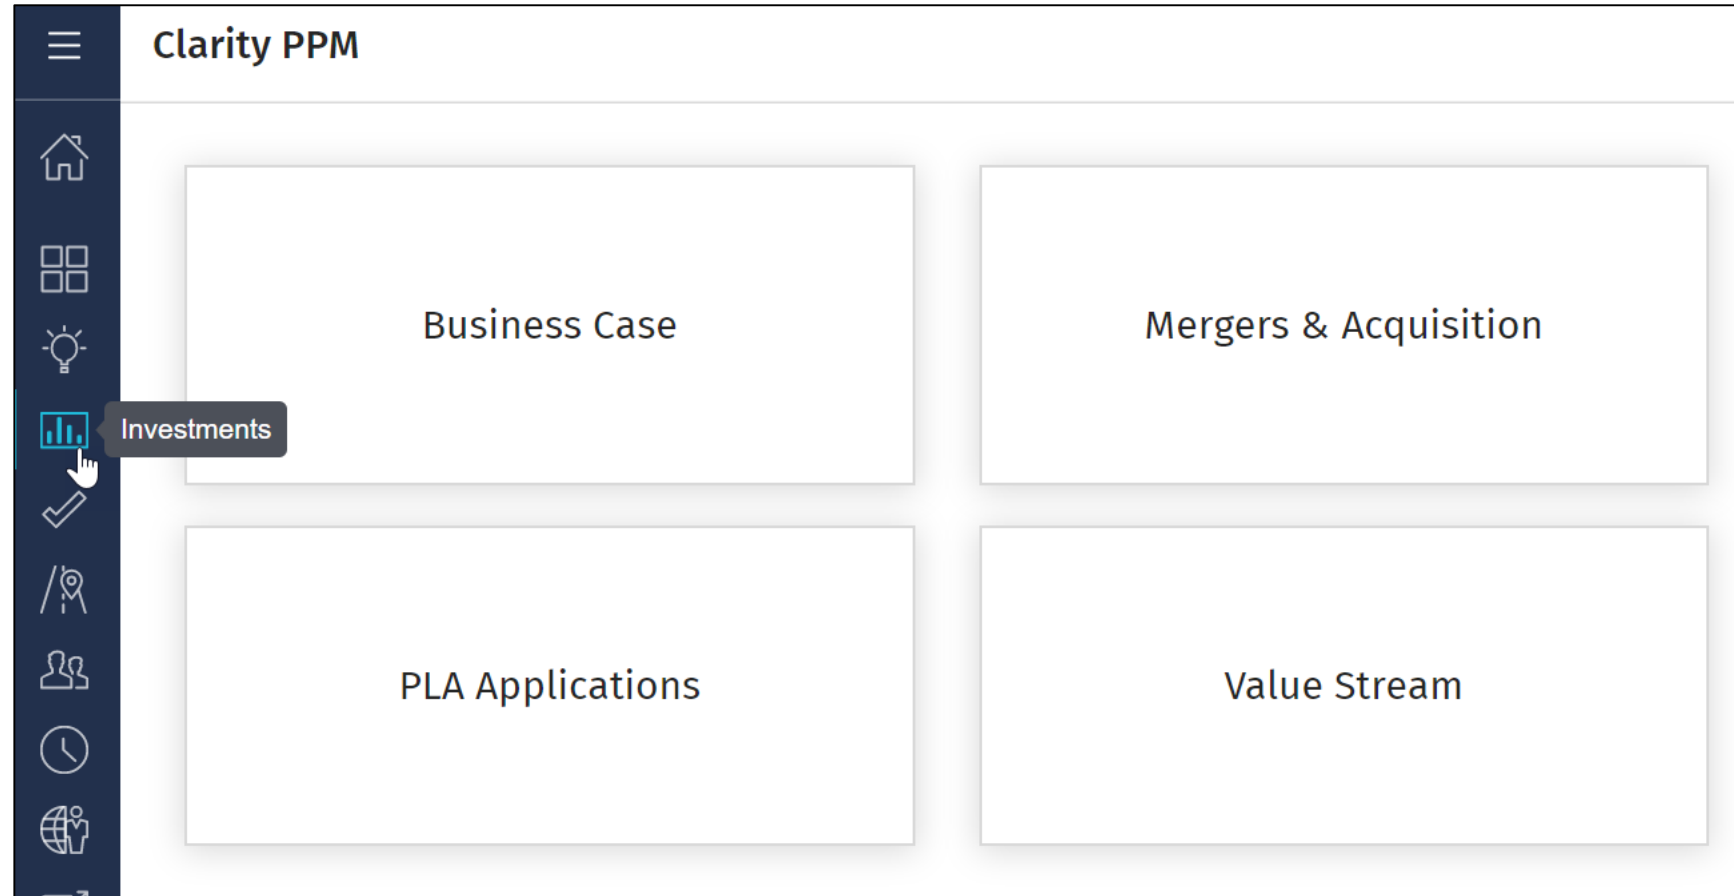 Clarity PPM
Business Case
Mergers & Acquisition
Investments
PLA Applications
Value Stream